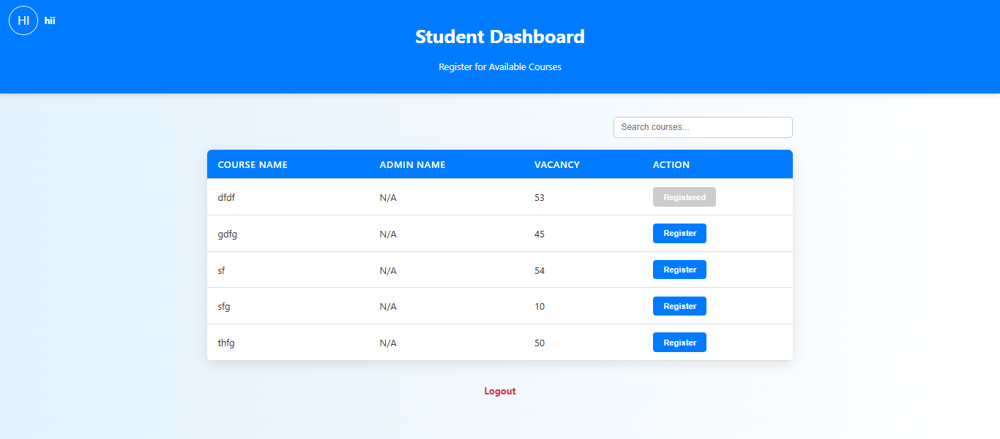 HI hii
Student Dashboard
Register for Available Courses
Search courses...
COURSE NAME ADMIN NAME VACANCY ACTION
dfdf N/A 53 Registered
gdfg N/A 45 Register
sf N/A 54 Register
sfg N/A 10 Register
thfg N/A 50 Register
Logout